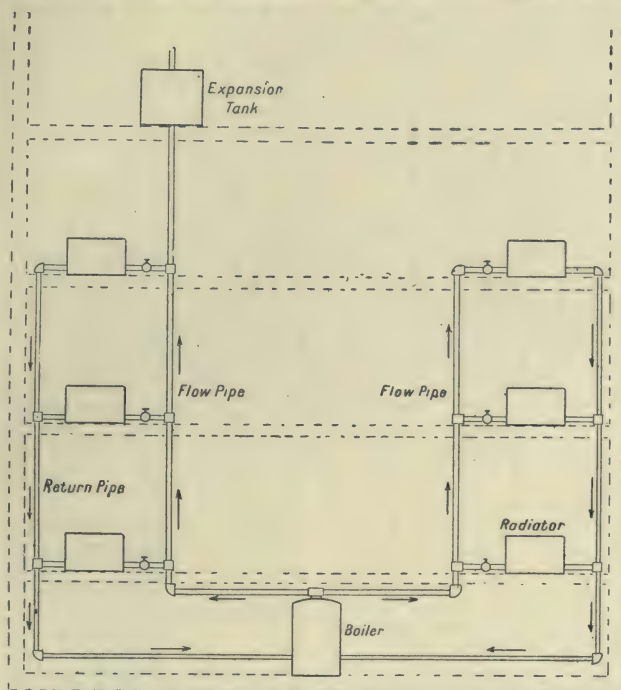 Expansion
Tank
Flow Pipe
Flow Pipe
Return Pipe
Radiator
Boiler